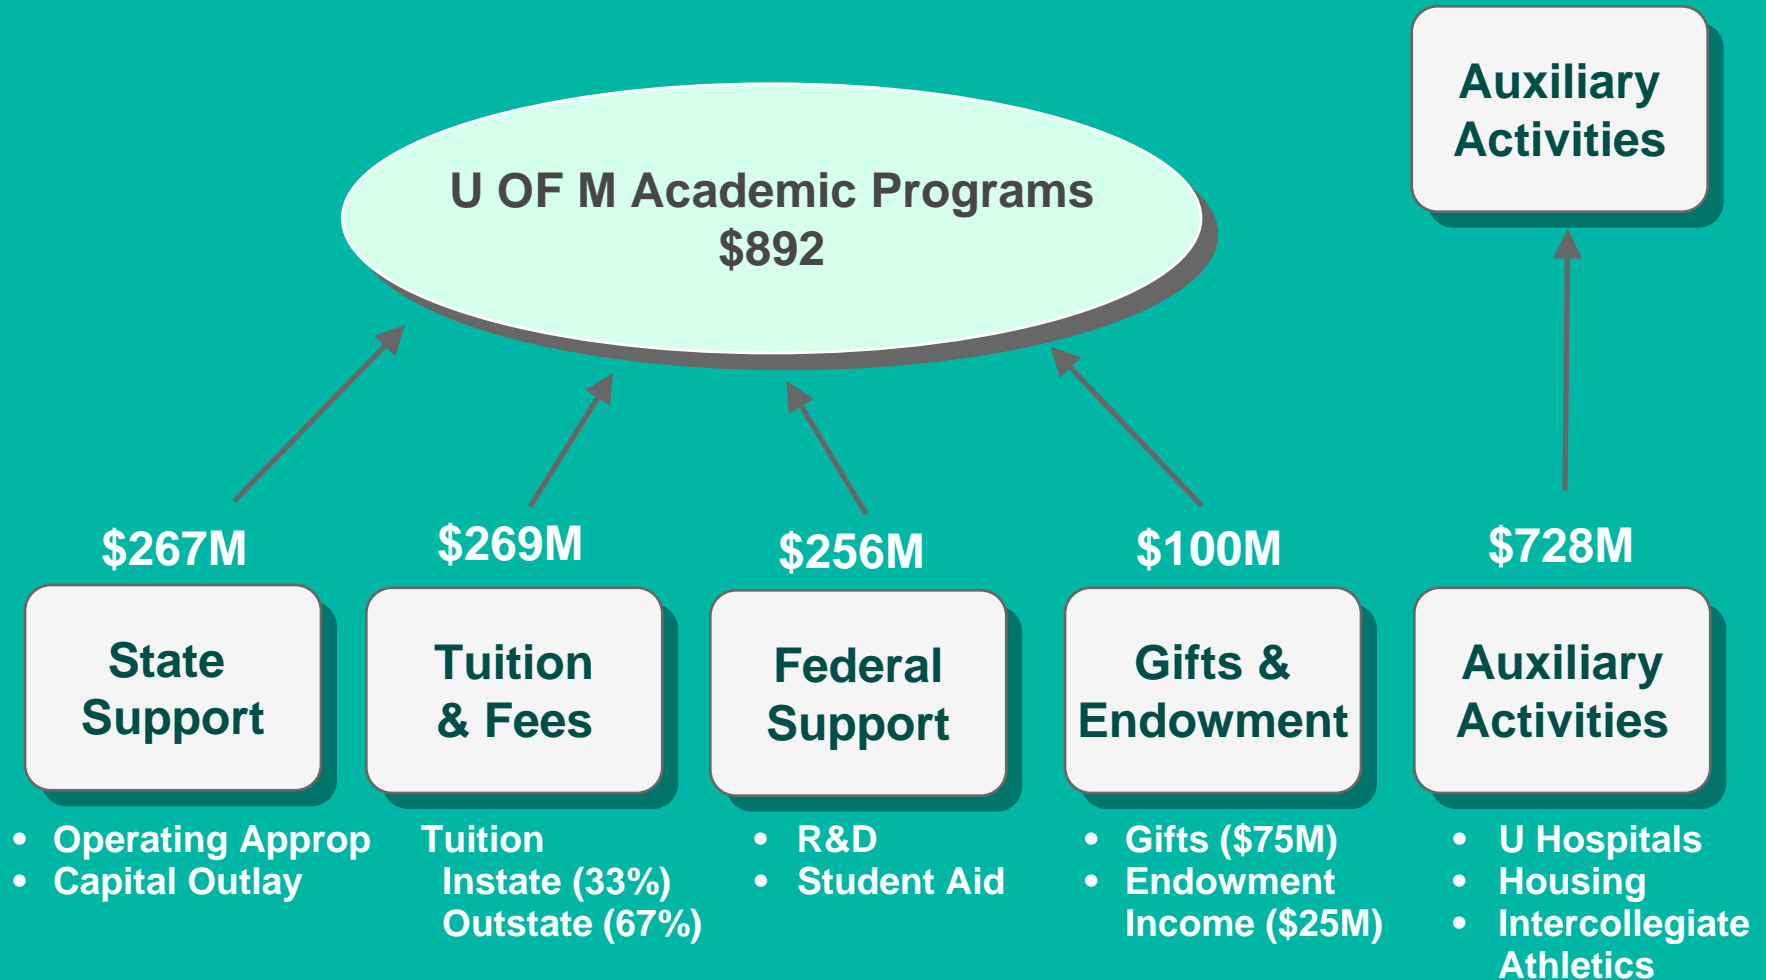 Auxiliary
Activities
U OF M Academic Programs
$892
$267M
$269M
$256M
$100M
$728M
State
Support
Tuition
& Fees
Federal
Support
Gifts &
Endowment
Auxiliary
Activities
• Operating Approp
• Capital Outlay
Tuition
Instate (33%)
Outstate (67%)
• R&D
• Student Aid
• Gifts ($75M)
• Endowment
Income ($25M)
• U Hospitals
• Housing
• Intercollegiate
Athletics